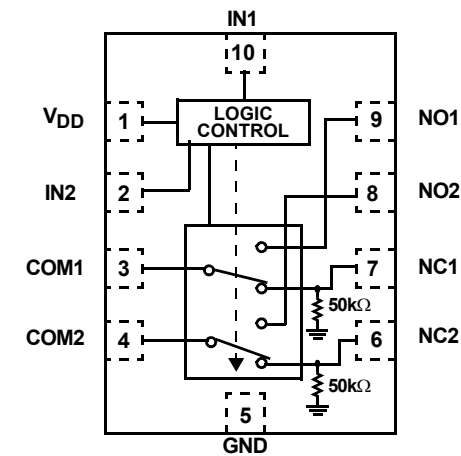 IN1
10
LOGIC
CONTROL
VDD
1
9
NO1
IN2
2
8
NO2
COM1
3
7
NC1
50kΩ
COM2
4
6
NC2
50kΩ
5
GND